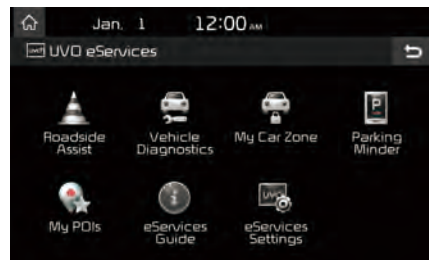 Jan. 1 12:00 AM
UVO eServices
Roadside Assist
Vehicle Diagnostics
My Car Zone
Parking Minder
My POIs
eServices Guide
eServices Settings